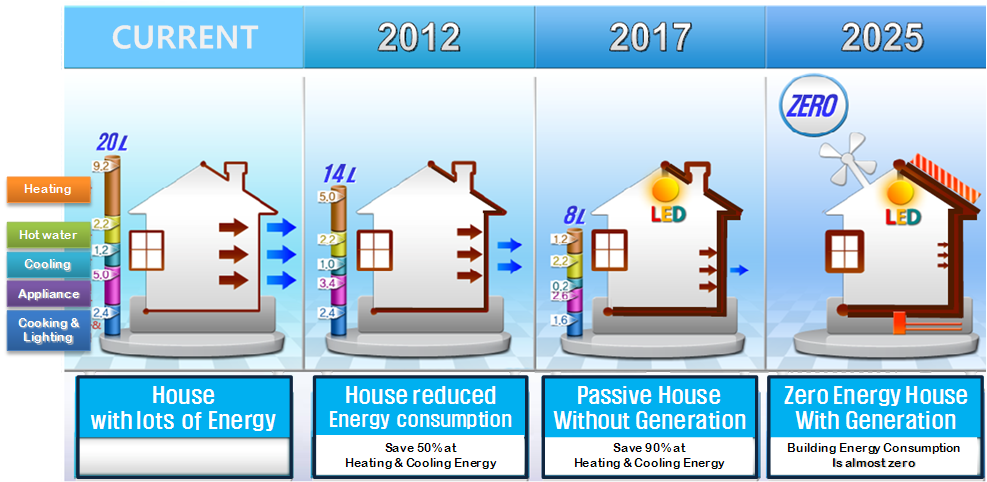 CURRENT
2012
2017
2025
ZERO
20L
14L
8L
9.2
2.2
1.2
5.0
2.4
&
5.0
2.2
1.0
3.4
2.4
1.2
2.2
0.2
2.6
1.6
Heating
Hot water
Cooling
Appliance
Cooking &
Lighting
LED
LED
House
with lots of Energy
House reduced
Energy consumption
Save 50% at
Heating & Cooling Energy
Passive House
Without Generation
Save 90% at
Heating & Cooling Energy
Zero Energy House
With Generation
Building Energy Consumption
Is almost zero